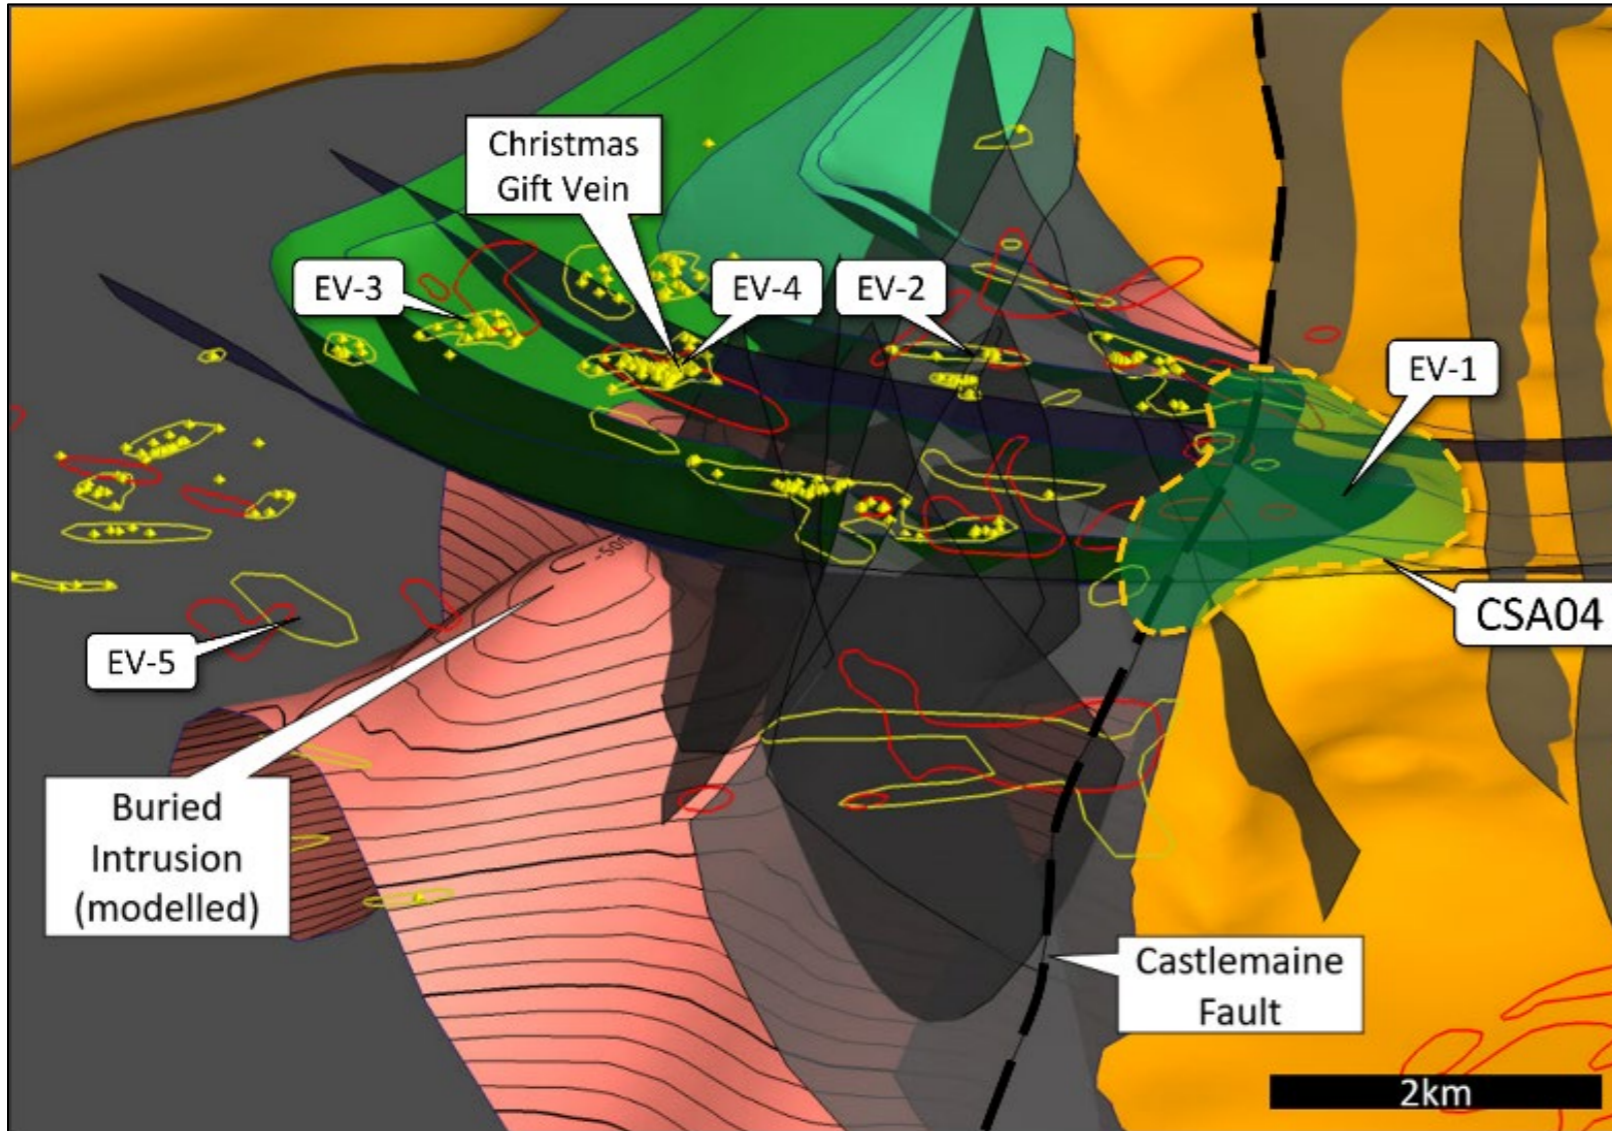 Christmas
Gift Vein
EV-3
EV-4
EV-2
EV-1
CSA04
-500
EV-5
Buried
Intrusion
(modelled)
Castlemaine
Fault
2km